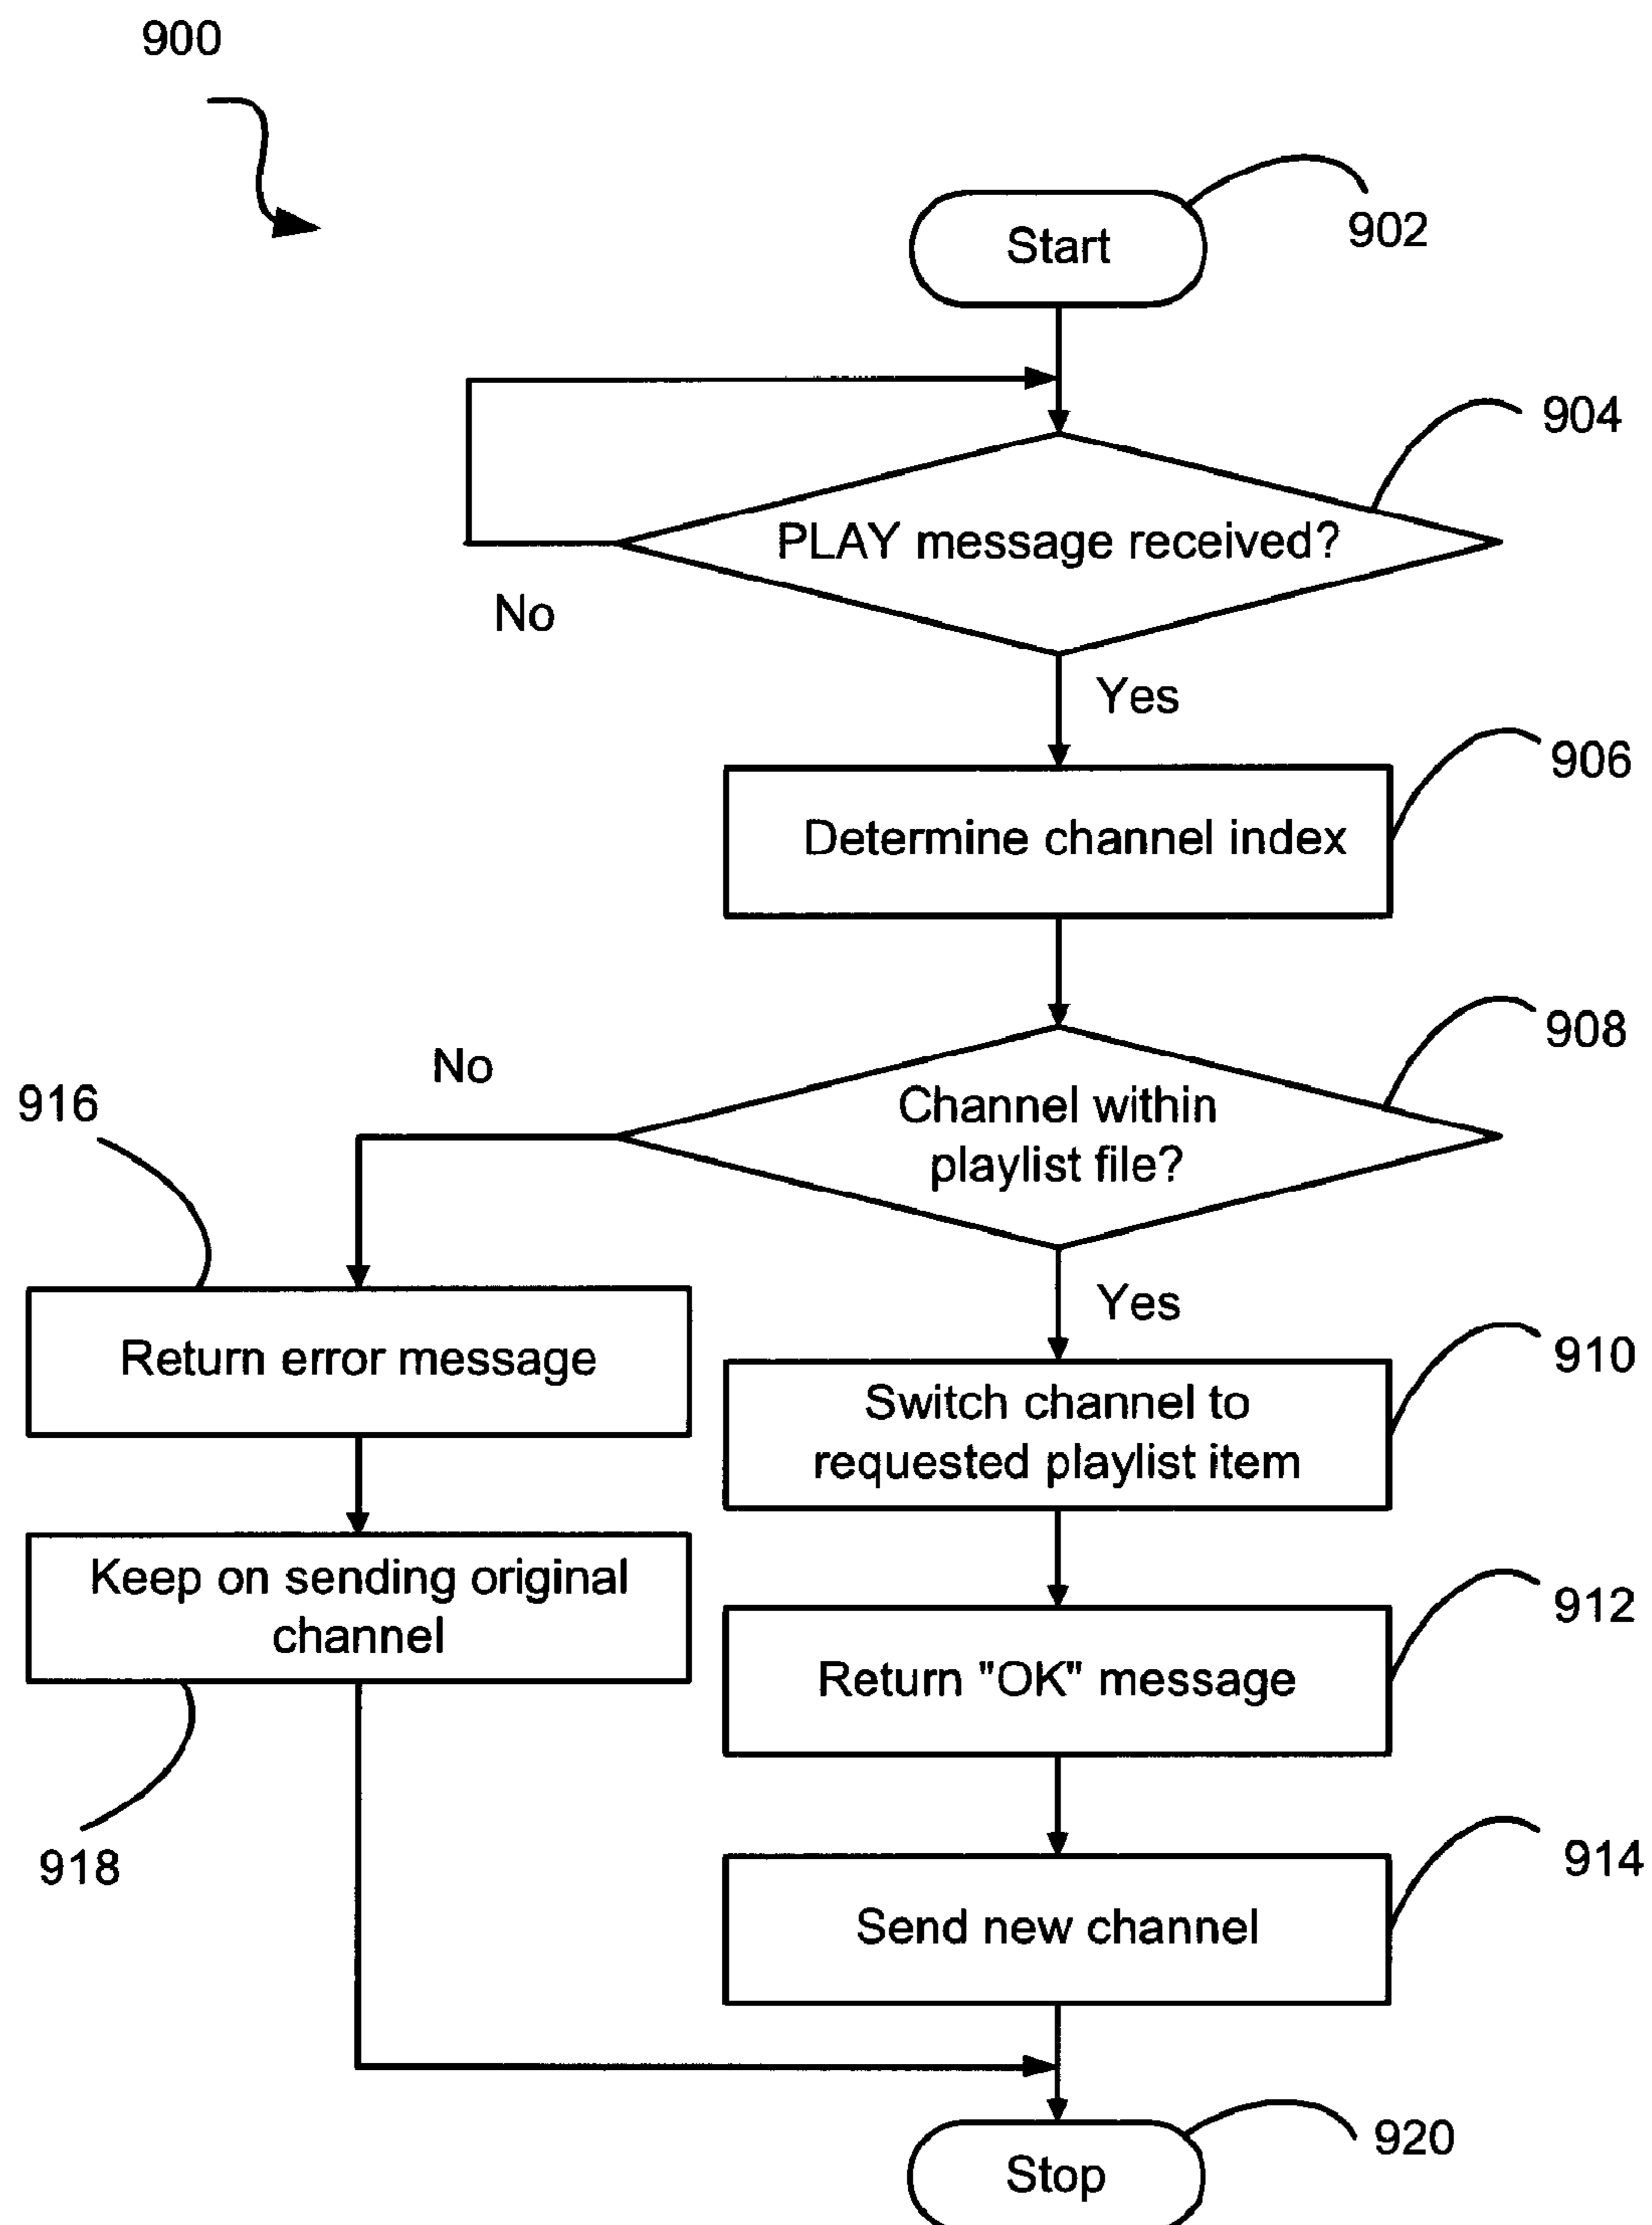 900
Start
902
904
PLAY message received?
No
Yes
906
Determine channel index
908
No
Channel within
playlist file?
916
Yes
Return error message
910
Switch channel to
requested playlist item
Keep on sending original
channel
912
Return "OK" message
918
914
Send new channel
920
Stop